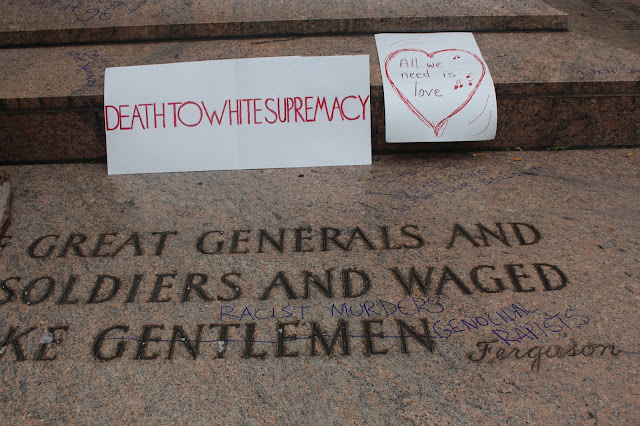 DEATH TO WHITE SUPREMACY
All we
need is
love
GREAT GENERALS AND
SOLDIERS AND WAGED
RACIST MURDERS
GENTLEMEN
GENOCIDAL
RAPISTS
Ferguson